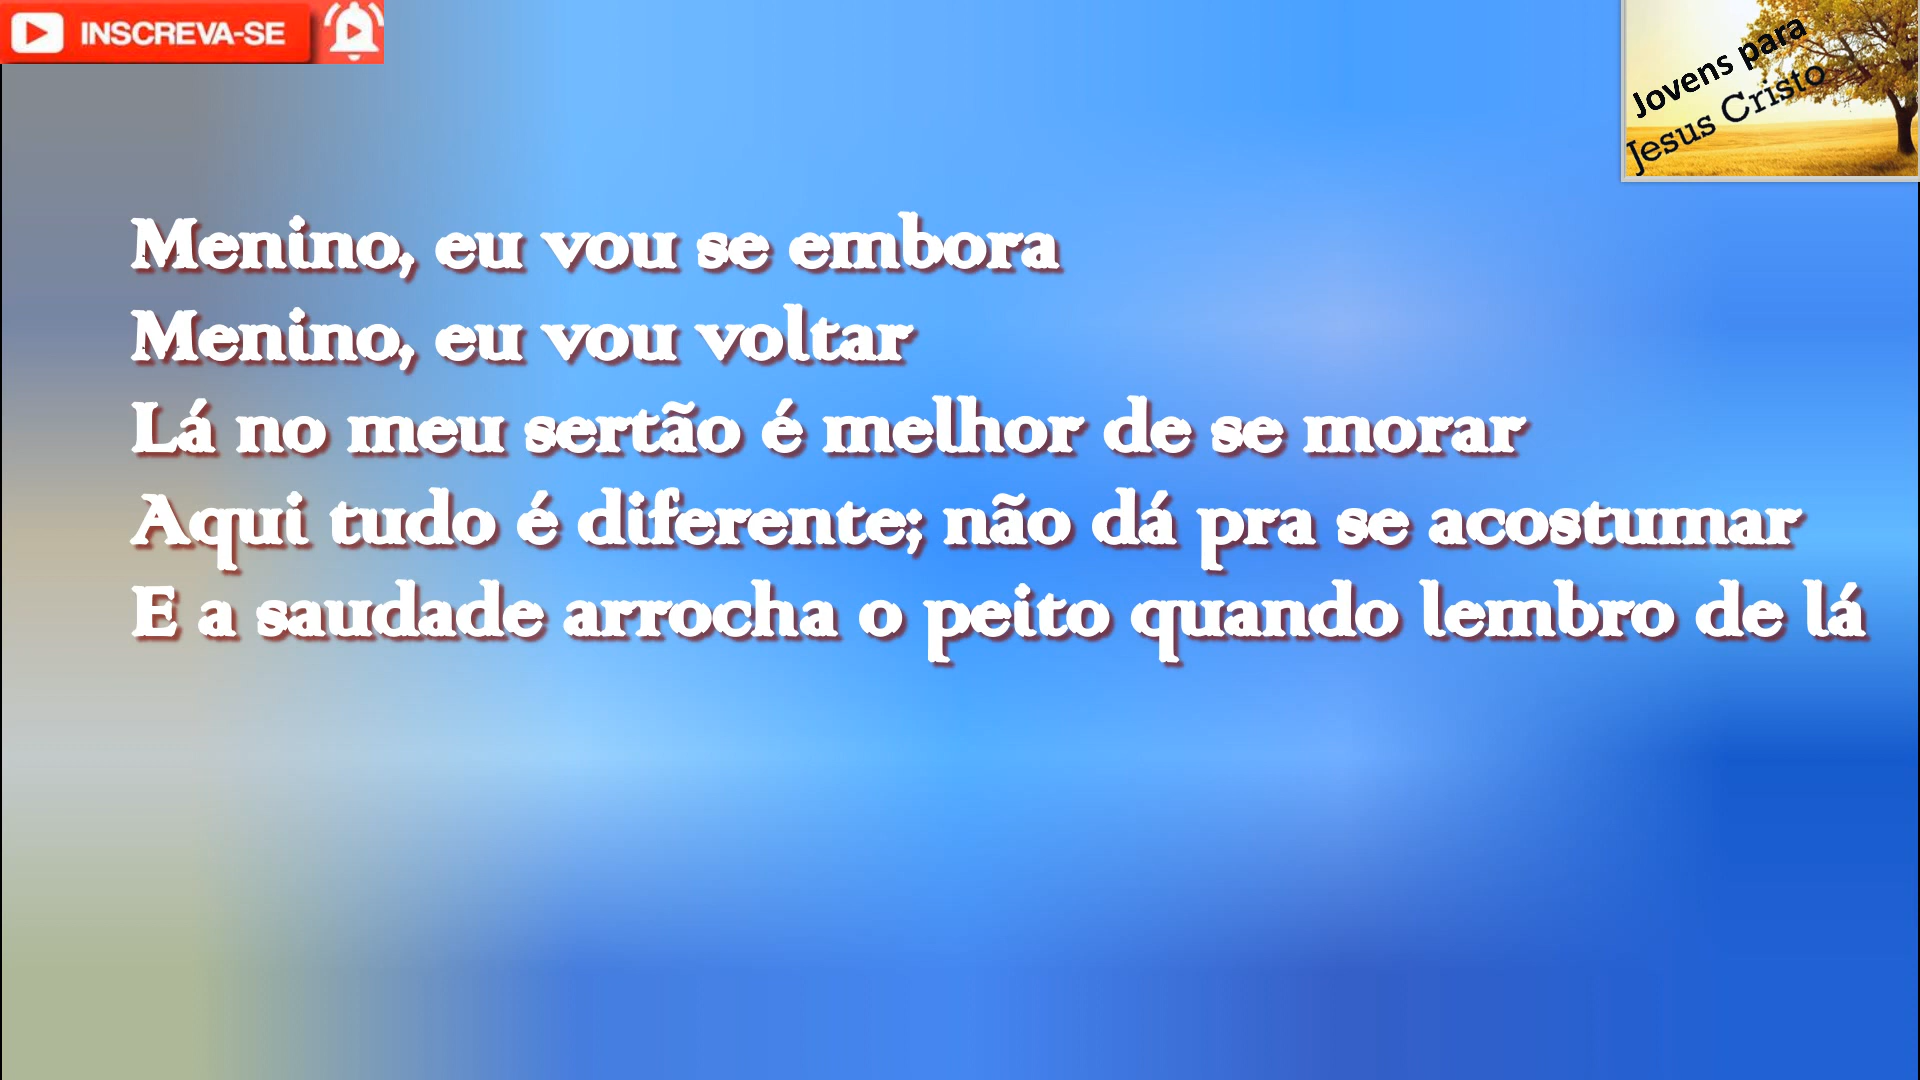 INSCREVA-SE
Jovens para
Jesus Cristo
Menino, eu vou se embora
Menino, eu vou voltar
Lá no meu sertão é melhor de se morar
Aqui tudo é diferente; não dá pra se acostumar
E a saudade arrocha o peito quando lembro de lá